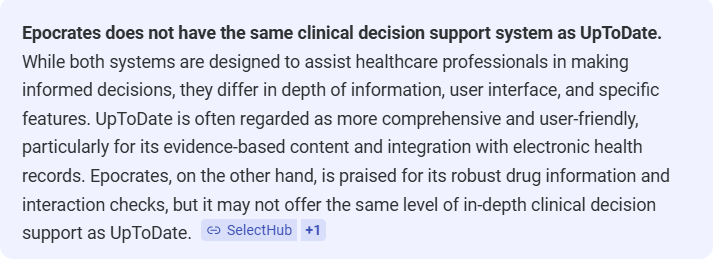 Epocrates does not have the same clinical decision support system as UpToDate.
While both systems are designed to assist healthcare professionals in making
informed decisions, they differ in depth of information, user interface, and specific
features. UpToDate is often regarded as more comprehensive and user-friendly,
particularly for its evidence-based content and integration with electronic health
records. Epocrates, on the other hand, is praised for its robust drug information and
interaction checks, but it may not offer the same level of in-depth clinical decision
support as UpToDate. SelectHub +1